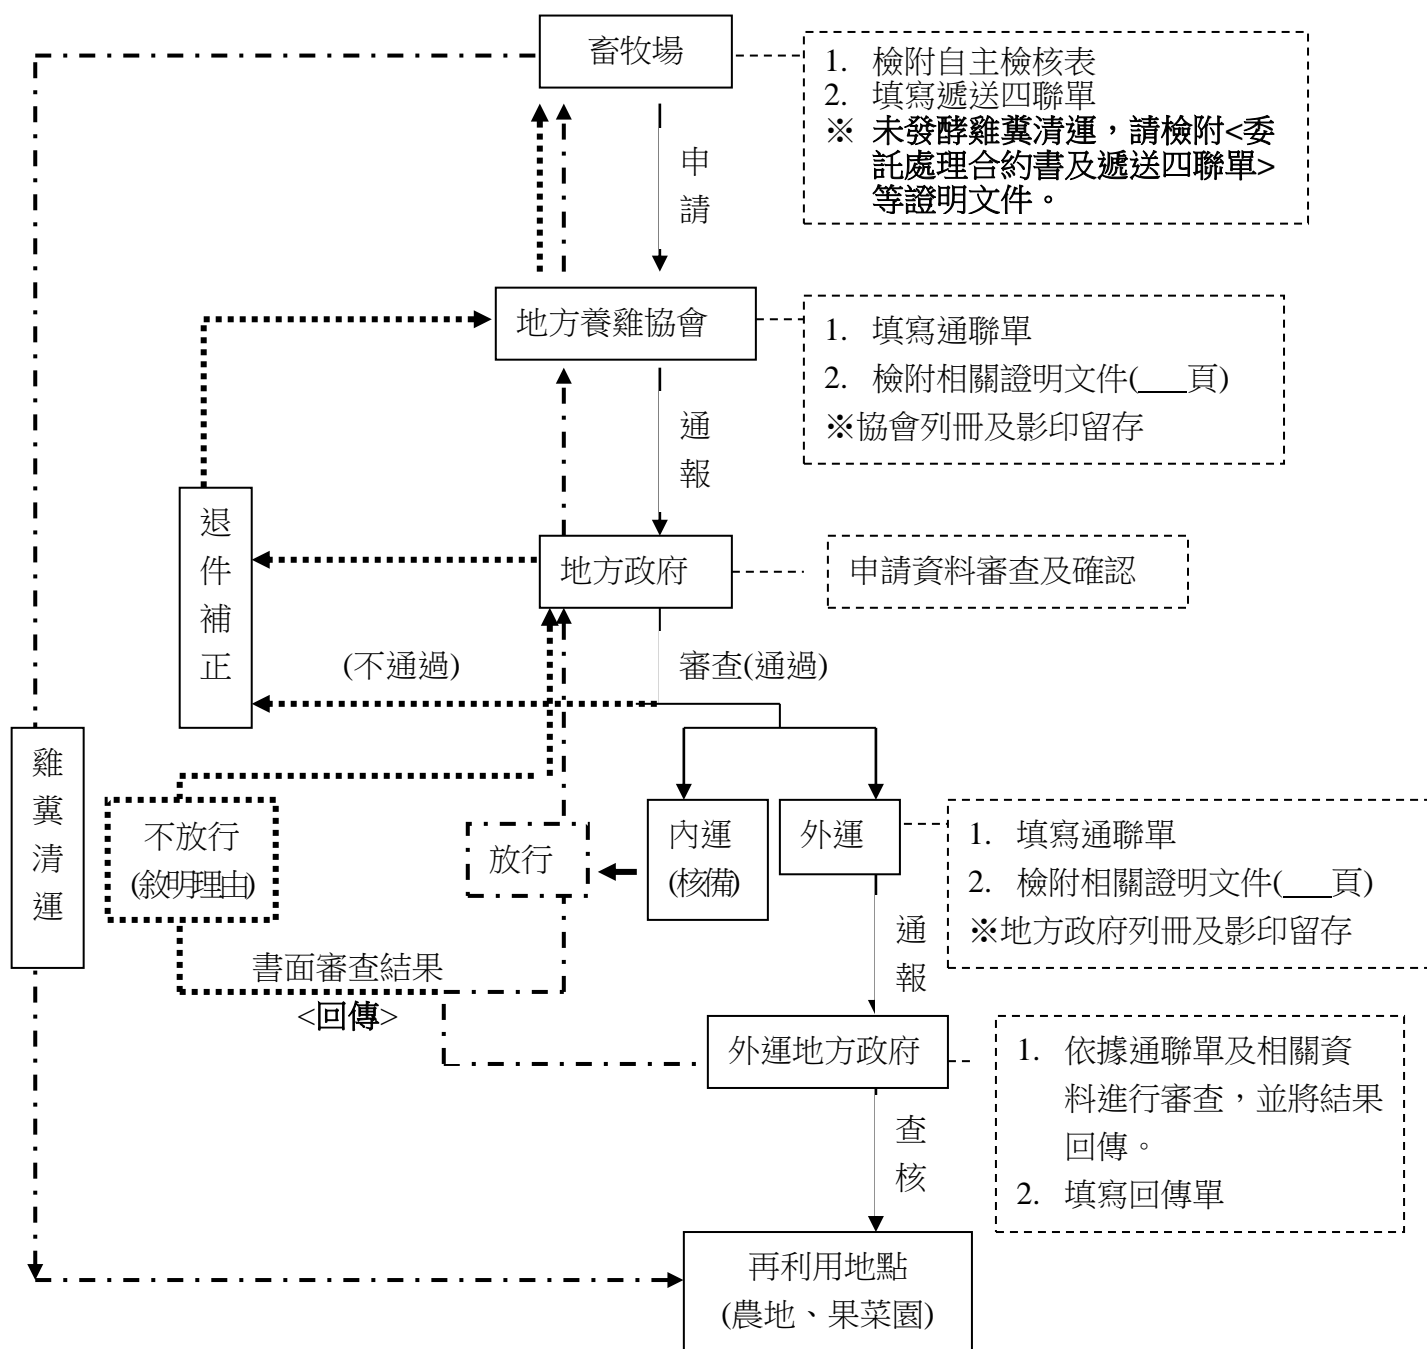 畜牧場
1. 檢附自主檢核表
2. 填寫遞送四聯單
※ 未發酵雞糞清運，請檢附<委
託處理合約書及遞送四聯單>
等證明文件。
申請
地方養雞協會
1. 填寫通聯單
2. 檢附相關證明文件(___頁)
※協會列冊及影印留存
通報
退件補正
地方政府
申請資料審查及確認
(不通過)
審查(通過)
雞糞清運
不放行
(敘明理由)
放行
內運
(核備)
外運
1. 填寫通聯單
2. 檢附相關證明文件(___頁)
※地方政府列冊及影印留存
通報
書面審查結果
<回傳>
外運地方政府
1. 依據通聯單及相關資
料進行審查，並將結果
回傳。
2. 填寫回傳單
查核
再利用地點
(農地、果菜園)